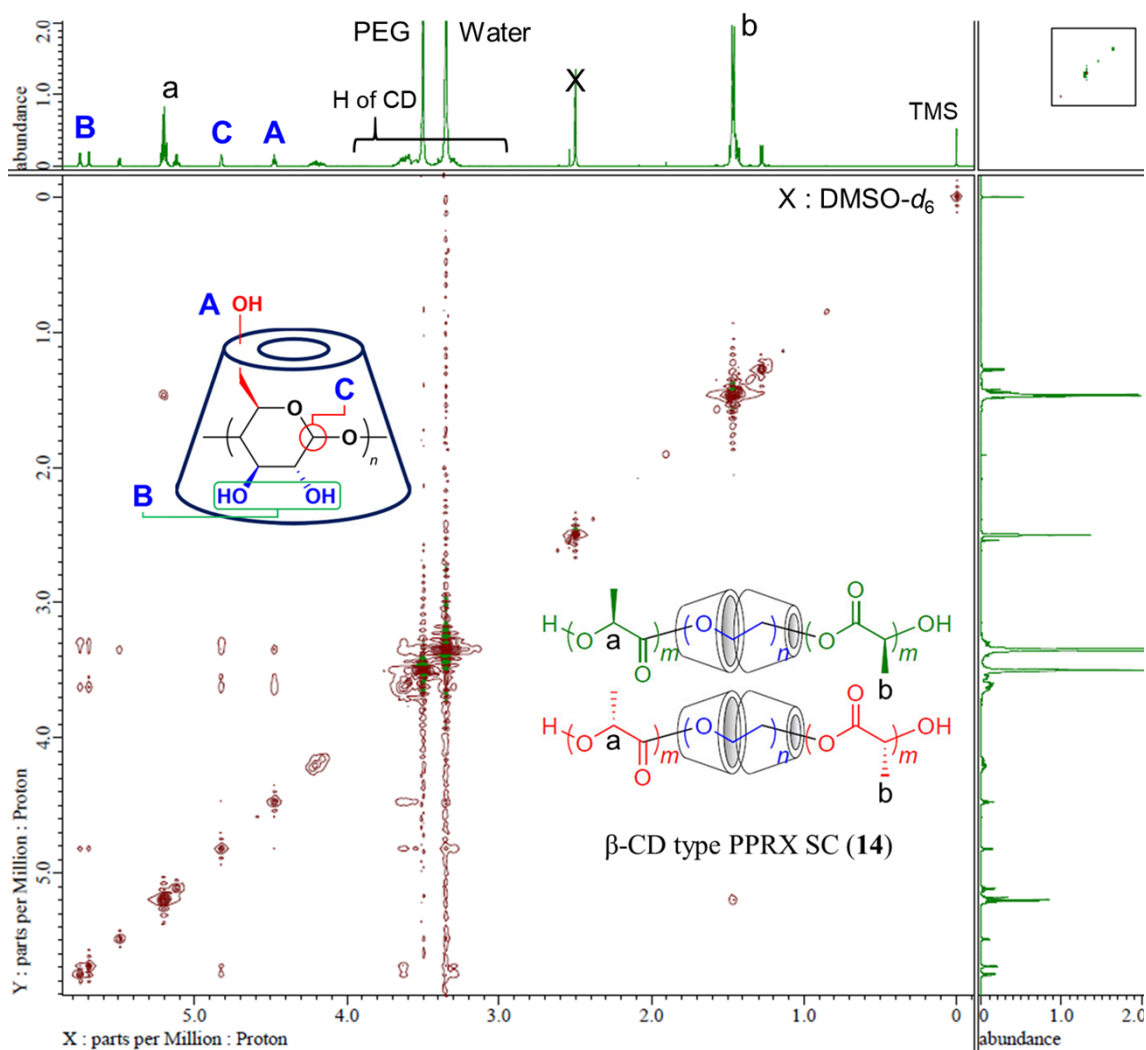 abundance
2.0
1.0
0
B
a
C
A
H of CD
PEG
Water
X
b
TMS
X : DMSO-d6
Y : parts per Million : Proton
0
1.0
2.0
3.0
4.0
5.0
A OH
O
C
O
n
HO OH
B
H O a O m O n O O m OH b
H O a O m O n O O m OH b
β-CD type PPRX SC (14)
5.0 4.0 3.0 2.0 1.0 0
X : parts per Million : Proton
0 1.0 2.0
abundance